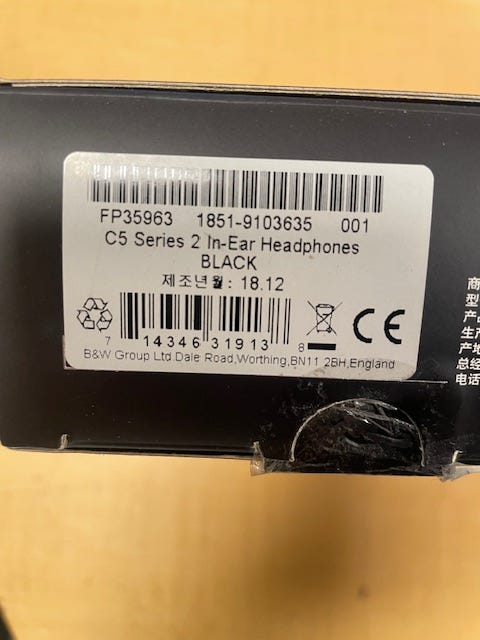 FP35963 1851-9103635 001
C5 Series 2 In-Ear Headphones
BLACK
제조년월 : 18.12
7 14346 31913 8
CE
B&W Group Ltd Dale Road,Worthing,BN11 2BH,England
商
型
产
生产
产地
总经
电话